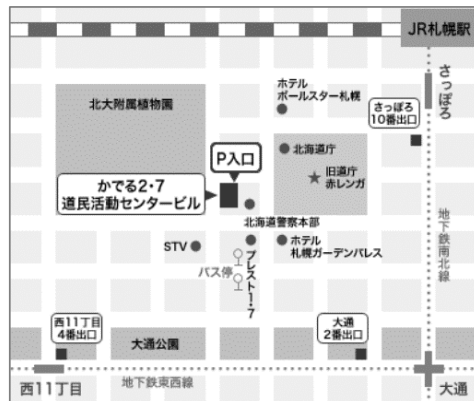 JR札幌駅
さっぽろ
北大附属植物園
ホテル
ポールスター札幌
さっぽろ
10番出口
P入口
北海道庁
旧道庁
赤レンガ
かでる2・7
道民活動センタービル
北海道警察本部
地下鉄南北線
STV
ホテル
札幌ガーデンパレス
バス停
プレスト1・7
西11丁目
4番出口
大通公園
大通
2番出口
西11丁目
地下鉄東西線
大通